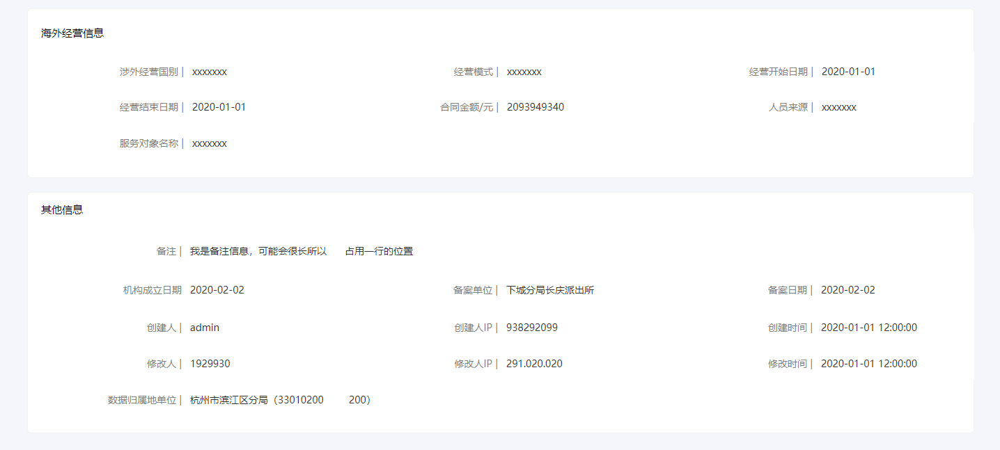 海外经营信息
涉外经营国别 | xxxxxxx 经营模式 | xxxxxxx 经营开始日期 | 2020-01-01
经营结束日期 | 2020-01-01 合同金额/元 | 2093949340 人员来源 | xxxxxxx
服务对象名称 | xxxxxxx
其他信息
备注 | 我是备注信息，可能会很长所以 占用一行的位置
机构成立日期 2020-02-02 备案单位 | 下城分局长庆派出所 备案日期 | 2020-02-02
创建人 | admin 创建人IP | 938292099 创建时间 | 2020-01-01 12:00:00
修改人 | 1929930 修改人IP | 291.020.020 修改时间 | 2020-01-01 12:00:00
数据归属地单位 | 杭州市滨江区分局（33010200 200）